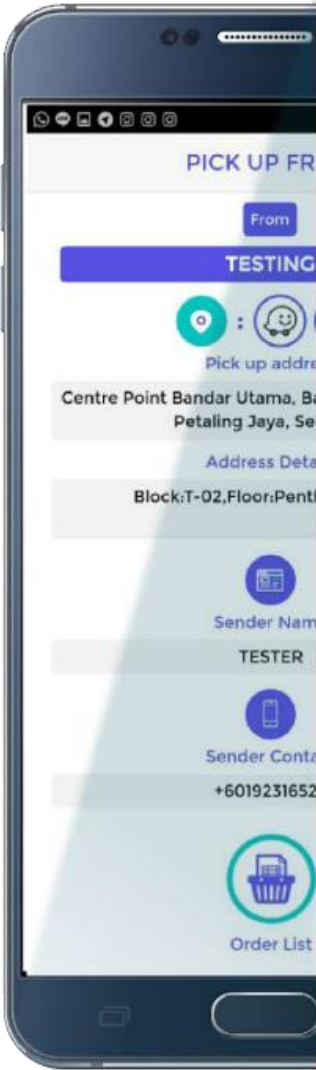 PICK UP FR
From
TESTING
:
Pick up addre
Centre Point Bandar Utama, Ba
Petaling Jaya, Se
Address Deta
Block:T-02,Floor:Pent
Sender Nam
TESTER
Sender Conta
+6019231652
Order List